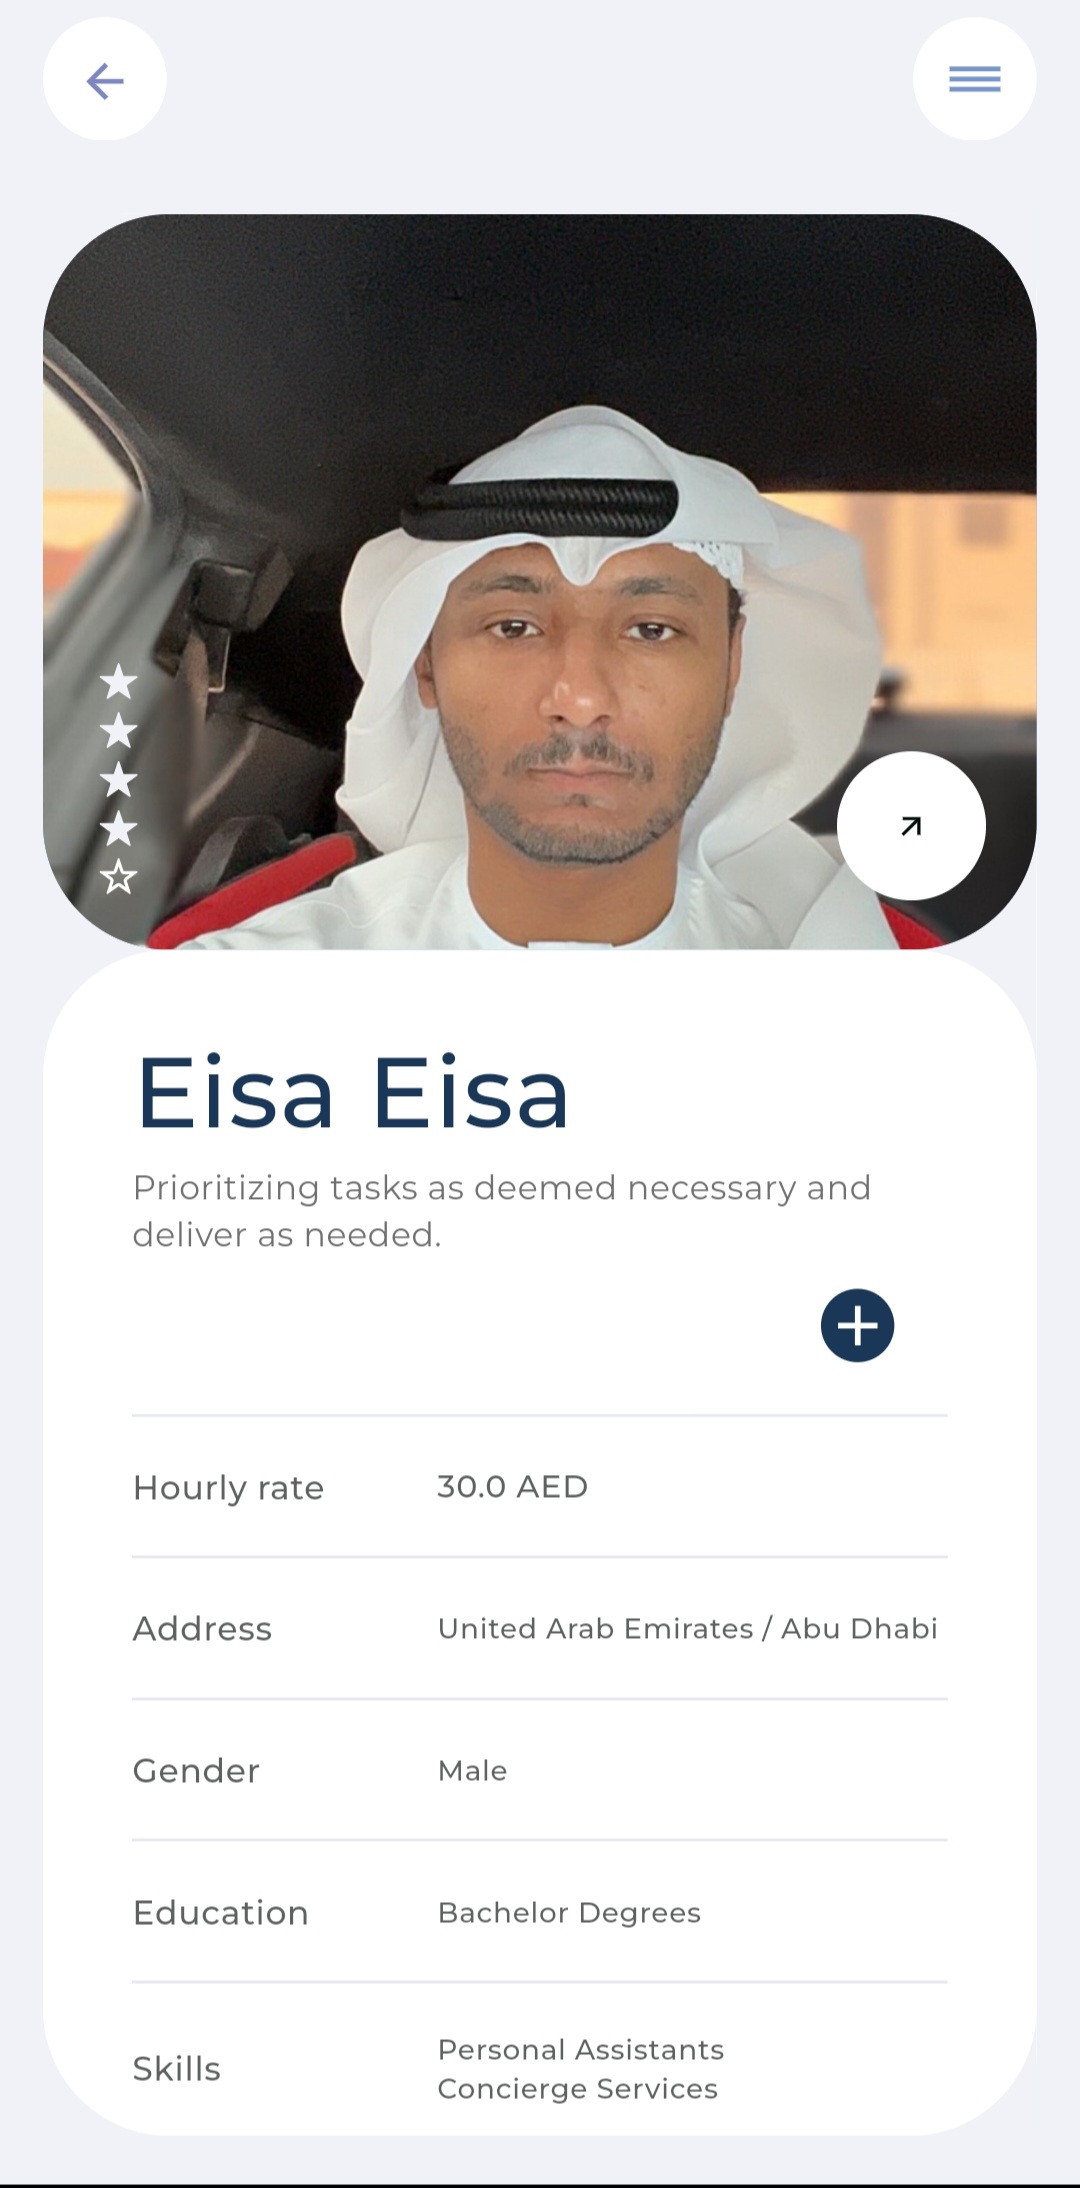 Eisa Eisa
Prioritizing tasks as deemed necessary and
deliver as needed.
Hourly rate 30.0 AED
Address United Arab Emirates / Abu Dhabi
Gender Male
Education Bachelor Degrees
Skills Personal Assistants
Concierge Services